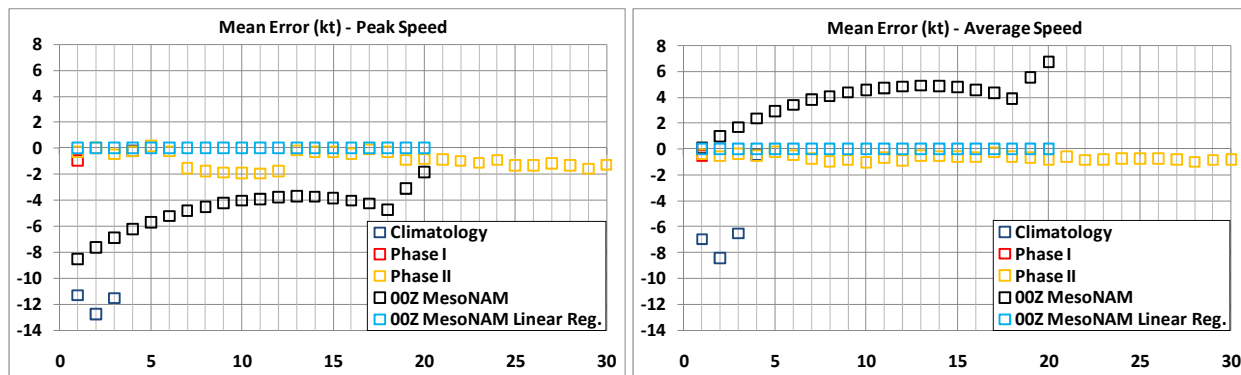 Mean Error (kt) - Peak Speed
8
6
4
2
0
-2
-4
-6
-8
-10
-12
-14
Climatology
Phase I
Phase II
00Z MesoNAM
00Z MesoNAM Linear Reg.
0 5 10 15 20 25 30
Mean Error (kt) - Average Speed
8
6
4
2
0
-2
-4
-6
-8
-10
-12
-14
Climatology
Phase I
Phase II
00Z MesoNAM
00Z MesoNAM Linear Reg.
0 5 10 15 20 25 30